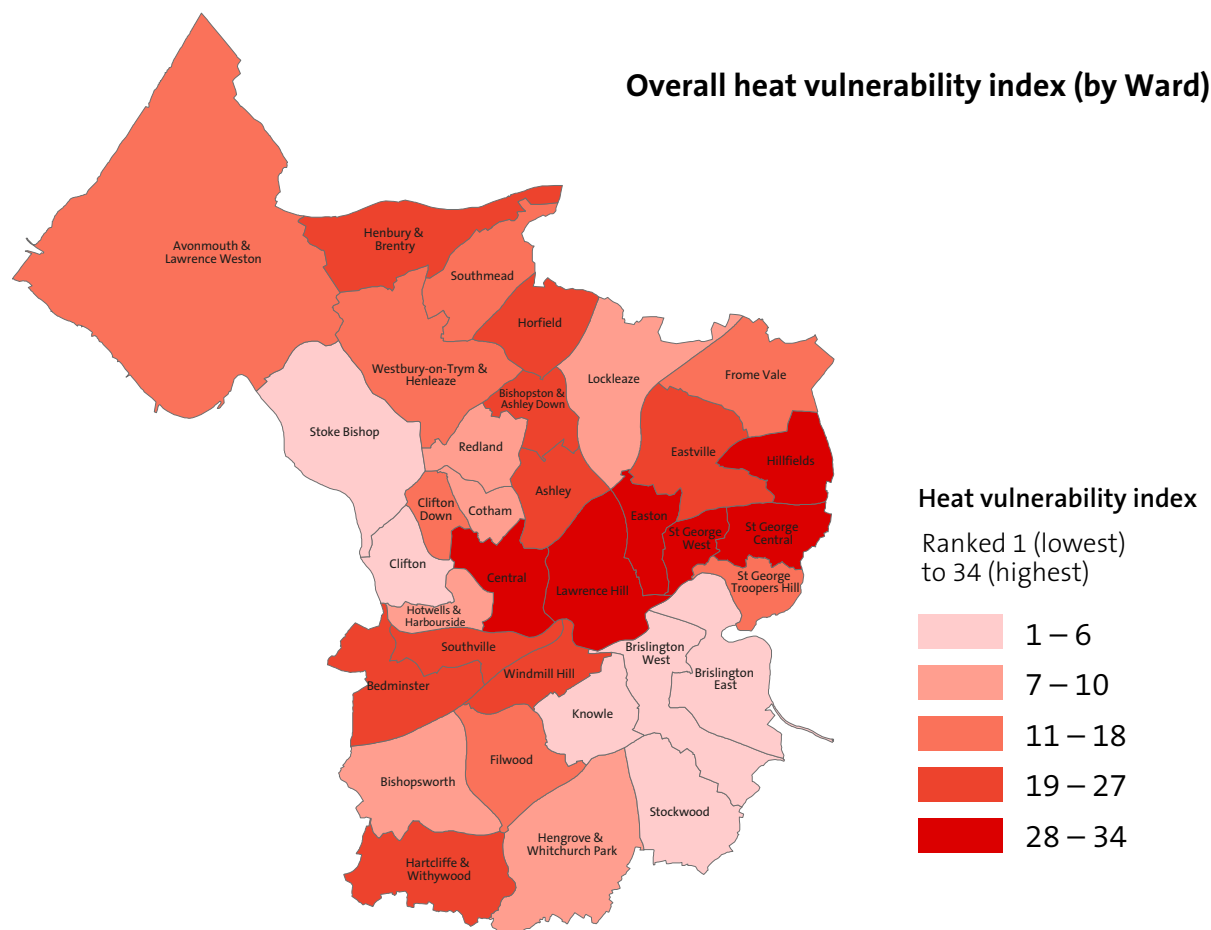 Overall heat vulnerability index (by Ward)
Avonmouth &
Lawrence Weston
Henbury &
Brentry
Southmead
Horfield
Westbury-on-Trym &
Henleaze
Bishopston &
Ashley Down
Lockleaze
Frome Vale
Stoke Bishop
Redland
Eastville
Hillfields
Clifton
Down
Cotham
Ashley
Easton
St George
West
St George
Central
Clifton
Central
Lawrence Hill
St George
Troopers Hill
Hotwells &
Harbourside
Southville
Bedminster
Windmill Hill
Brislington
West
Brislington
East
Knowle
Filwood
Bishopsworth
Stockwood
Hengrove &
Whitchurch Park
Hartcliffe &
Withywood
Heat vulnerability index
Ranked 1 (lowest)
to 34 (highest)
1 – 6
7 – 10
11 – 18
19 – 27
28 – 34